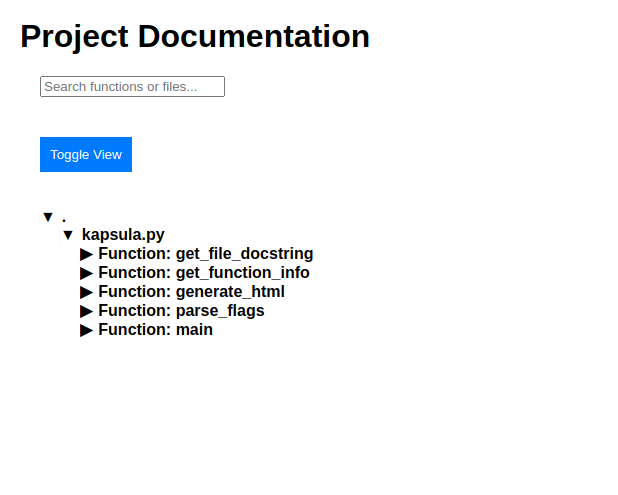 Project Documentation
Search functions or files...
Toggle View
▼ .
▼ kapsula.py
▶ Function: get_file_docstring
▶ Function: get_function_info
▶ Function: generate_html
▶ Function: parse_flags
▶ Function: main